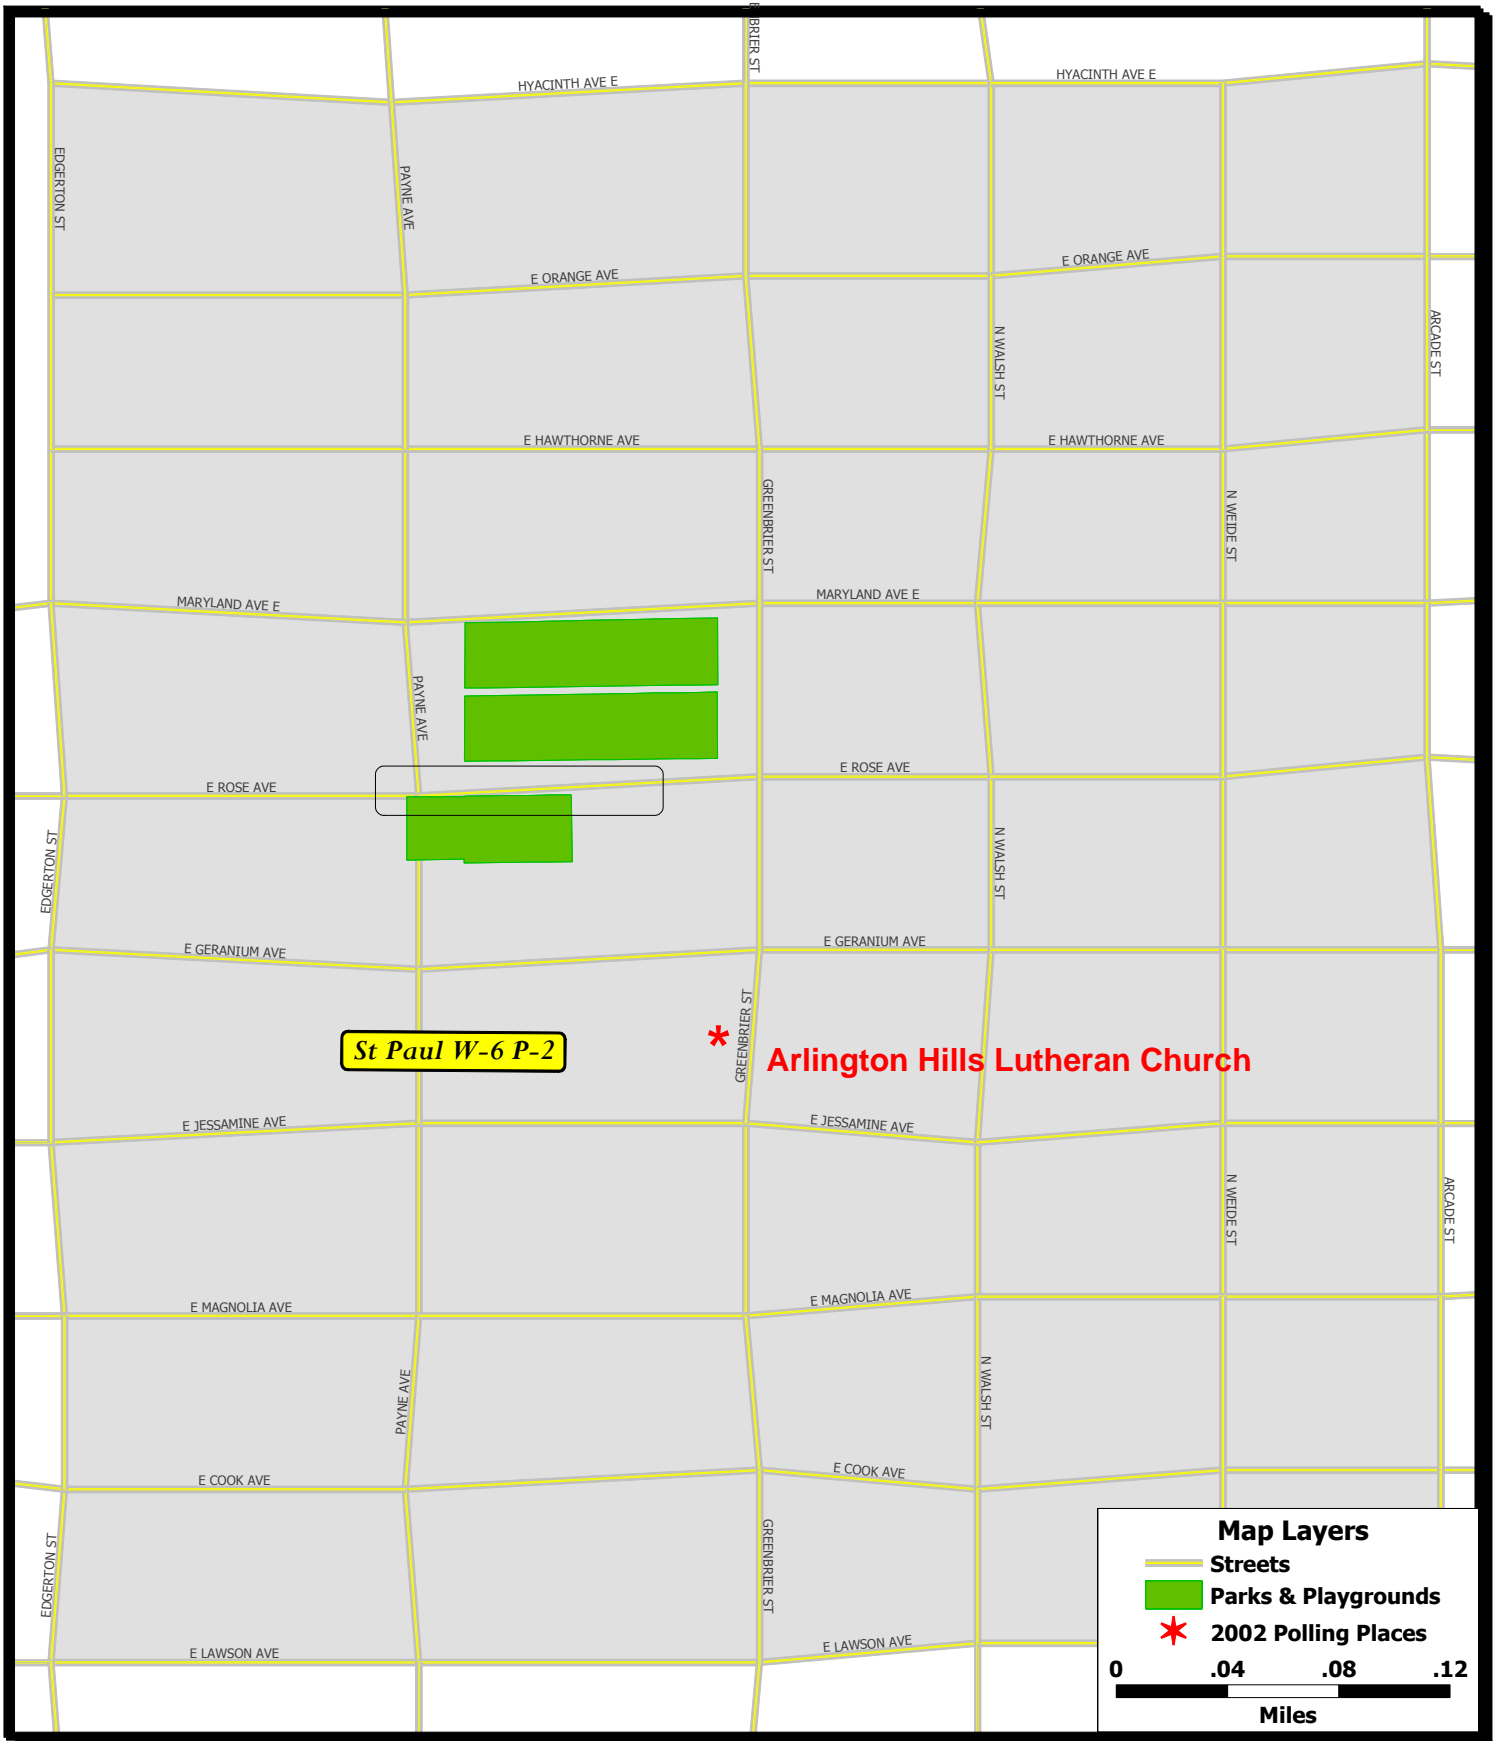 BRIER ST
HYACINTH AVE E
HYACINTH AVE E
EDGERTON ST
PAYNE AVE
E ORANGE AVE
E ORANGE AVE
N WALSH ST
ARCADE ST
E HAWTHORNE AVE
E HAWTHORNE AVE
GREENBRIER ST
N WEIDE ST
MARYLAND AVE E
MARYLAND AVE E
PAYNE AVE
E ROSE AVE
E ROSE AVE
EDGERTON ST
N WALSH ST
E GERANIUM AVE
E GERANIUM AVE
GREENBRIER ST
St Paul W-6 P-2
Arlington Hills Lutheran Church
E JESSAMINE AVE
E JESSAMINE AVE
N WEIDE ST
ARCADE ST
E MAGNOLIA AVE
E MAGNOLIA AVE
PAYNE AVE
N WALSH ST
E COOK AVE
E COOK AVE
EDGERTON ST
GREENBRIER ST
E LAWSON AVE
E LAWSON AVE
Map Layers
Streets
Parks & Playgrounds
2002 Polling Places
0 .04 .08 .12
Miles